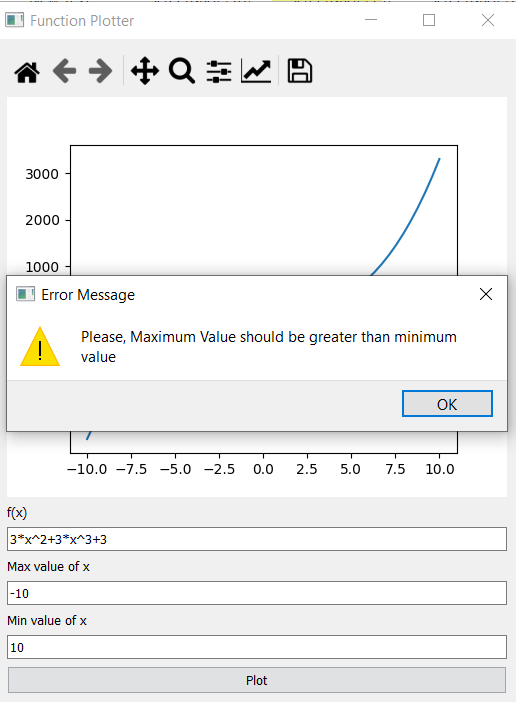 Function Plotter
3000
2000
1000
Error Message
Please, Maximum Value should be greater than minimum
value
OK
−10.0 −7.5 −5.0 −2.5 0.0 2.5 5.0 7.5 10.0
f(x)
3*x^2+3*x^3+3
Max value of x
-10
Min value of x
10
Plot